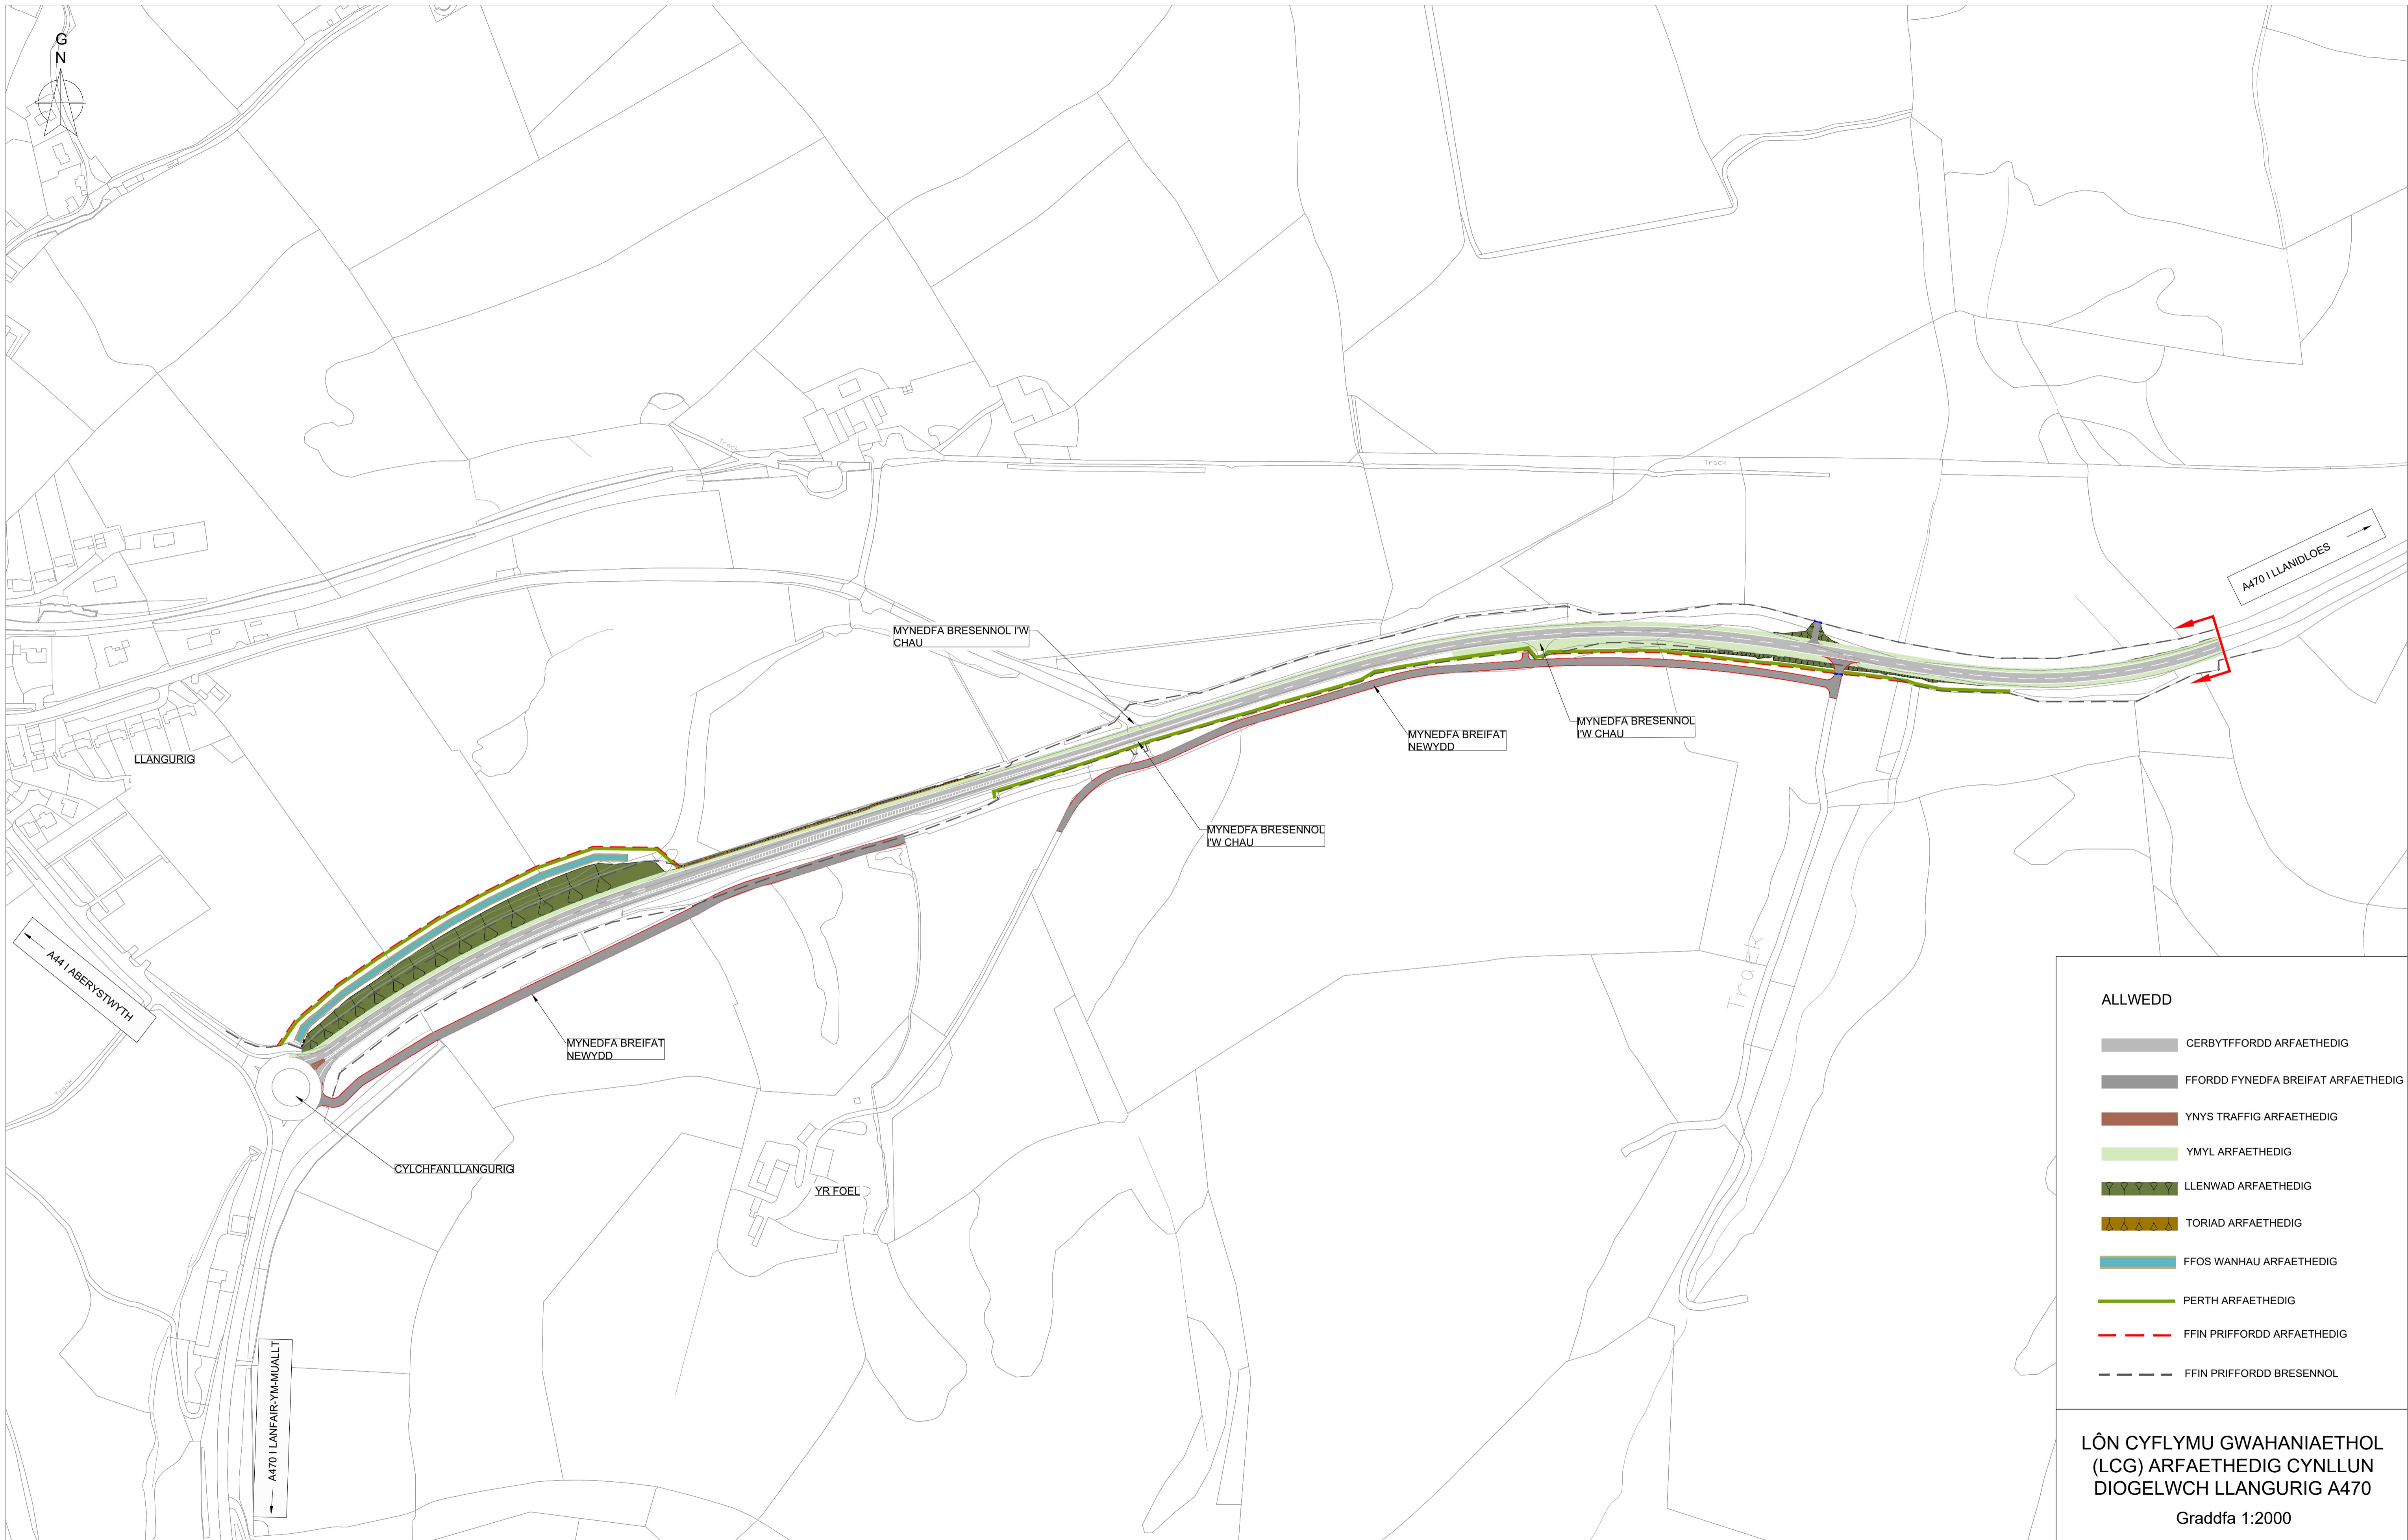 G
N
Track
Track
A470 I LLANIDLOES
MYNEDFA BRESENNOL I'W
CHAU
MYNEDFA BRESENNOL
I'W CHAU
MYNEDFA BREIFAT
NEWYDD
LLANGURIG
MYNEDFA BRESENNOL
I'W CHAU
A44 I ABERYSTWYTH
Track
MYNEDFA BREIFAT
NEWYDD
Track
CYLCHFAN LLANGURIG
YR FOEL
A470 I LANFAIR-YM-MUALLT
ALLWEDD
CERBYTFFORDD ARFAETHEDIG
FFORDD FYNEDFA BREIFAT ARFAETHEDIG
YNYS TRAFFIG ARFAETHEDIG
YMYL ARFAETHEDIG
LLENWAD ARFAETHEDIG
TORIAD ARFAETHEDIG
FFOS WANHAU ARFAETHEDIG
PERTH ARFAETHEDIG
FFIN PRIFFORDD ARFAETHEDIG
FFIN PRIFFORDD BRESENNOL
LÔN CYFLYMU GWAHANIAETHOL
(LCG) ARFAETHEDIG CYNLLUN
DIOGELWCH LLANGURIG A470
Graddfa 1:2000